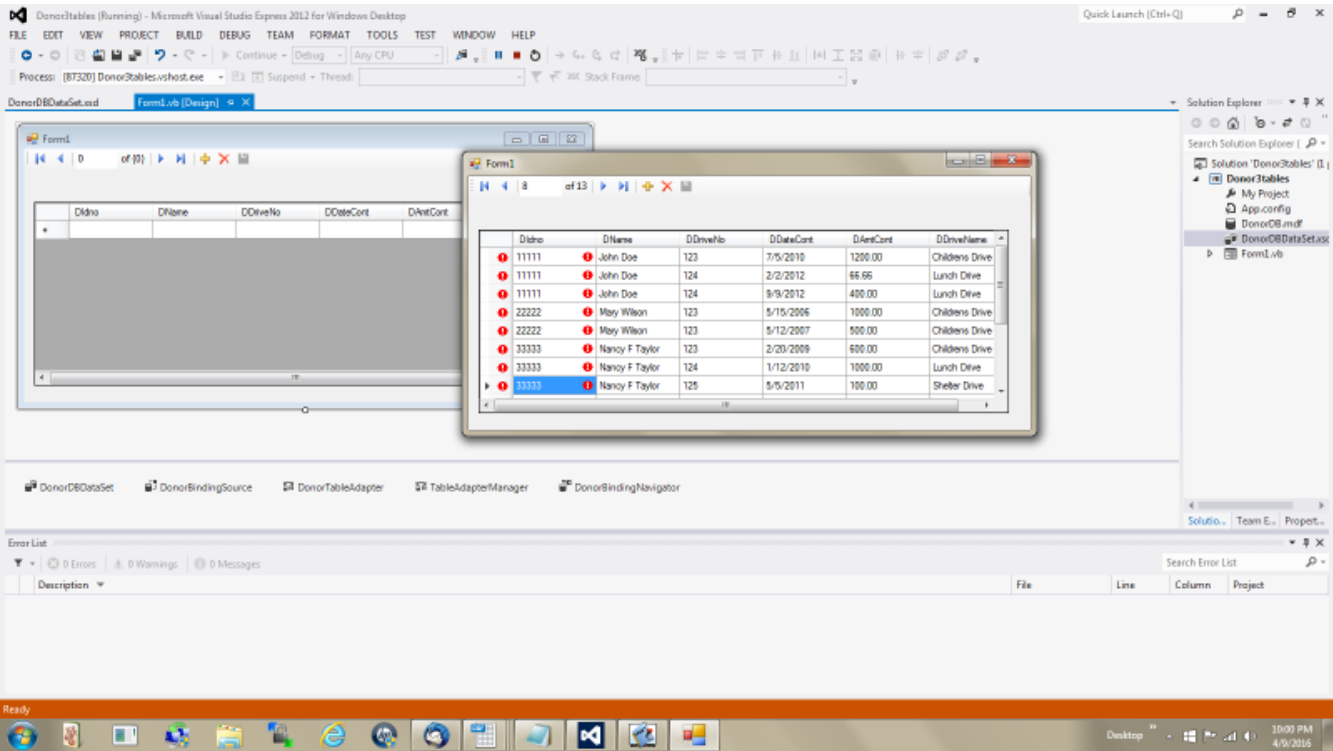 Donor3tables (Running) - Microsoft Visual Studio Express 2012 for Windows Desktop
Quick Launch (Ctrl+Q)
FILE EDIT VIEW PROJECT BUILD DEBUG TEAM FORMAT TOOLS TEST WINDOW HELP
Continue Debug Any CPU
Process: [87320] Donor3tables.vshost.exe Suspend Thread: Stack Frame:
DonorDBDataSet.xsd Form1.vb [Design]
Form1
0 of {0}
DIdno DName DDriveNo DDateCont DAmtCont
Form1
8 of 13
DIdno DName DDriveNo DDateCont DAmtCont DDriveName
11111 John Doe 123 7/5/2010 1200.00 Childrens Drive
11111 John Doe 124 2/2/2012 66.66 Lunch Drive
11111 John Doe 124 9/9/2012 400.00 Lunch Drive
22222 Mary Wilson 123 5/15/2006 1000.00 Childrens Drive
22222 Mary Wilson 123 5/12/2007 500.00 Childrens Drive
33333 Nancy F Taylor 123 2/20/2009 600.00 Childrens Drive
33333 Nancy F Taylor 124 1/12/2010 1000.00 Lunch Drive
33333 Nancy F Taylor 125 5/5/2011 100.00 Shelter Drive
Solution Explorer
Search Solution Explorer (
Solution 'Donor3tables' (1
Donor3tables
My Project
App.config
DonorDB.mdf
DonorDBDataSet.xsd
Form1.vb
DonorDBDataSet DonorBindingSource DonorTableAdapter TableAdapterManager DonorBindingNavigator
Solutio... Team E... Propert...
Error List
0 Errors 0 Warnings 0 Messages
Search Error List
Description File Line Column Project
Ready
Desktop
10:00 PM
4/9/2016